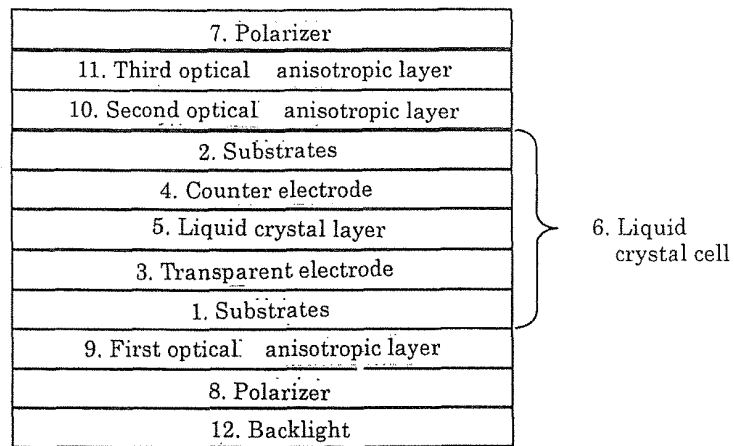 7. Polarizer
11. Third optical anisotropic layer
10. Second optical anisotropic layer
2. Substrates
4. Counter electrode
5. Liquid crystal layer
3. Transparent electrode
1. Substrates
9. First optical anisotropic layer
8. Polarizer
12. Backlight
6. Liquid
crystal cell